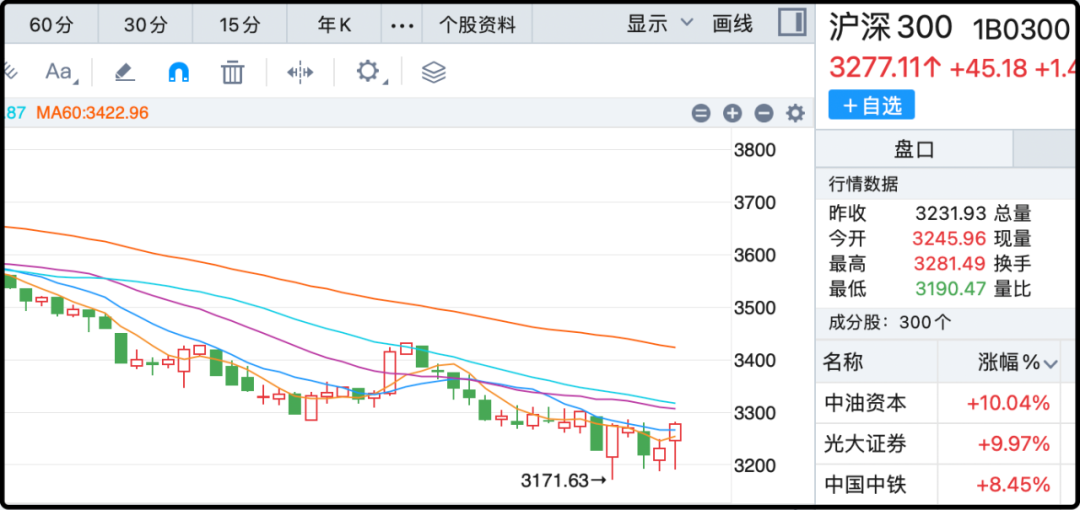 60分 30分 15分 年K ••• 个股资料 显示 画线
Aa
87 MA60:3422.96
3800
3700
3600
3500
3400
3300
3200
3171.63→
沪深300 1B0300
3277.11↑ +45.18 +1.4
+自选
盘口
行情数据
昨收 3231.93 总量
今开 3245.96 现量
最高 3281.49 换手
最低 3190.47 量比
成分股：300个
名称 涨幅%
中油资本 +10.04%
光大证券 +9.97%
中国中铁 +8.45%